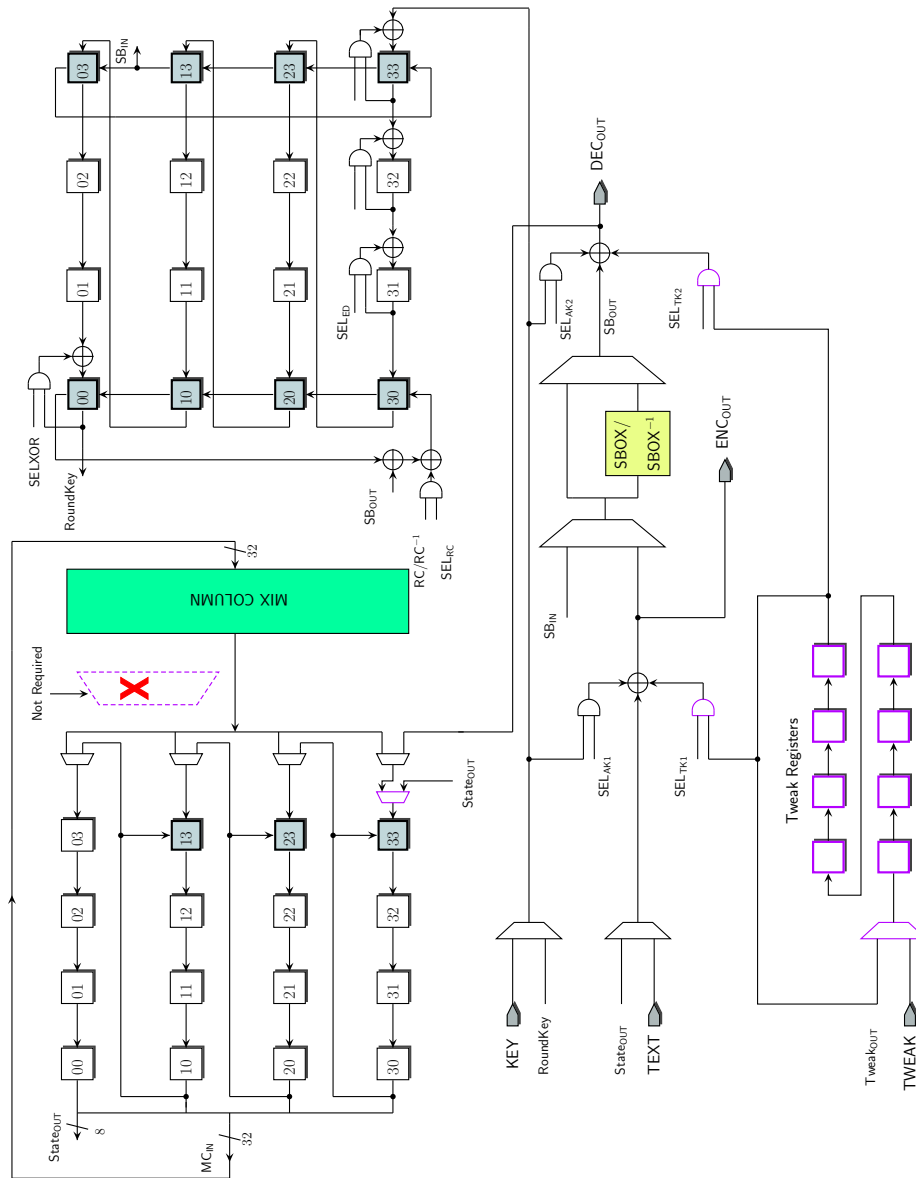 03
13
23
33
SB_IN
02
12
22
32
01
11
21
31
SEL_ED
SELXOR
00
10
20
30
RoundKey
SB_OUT
RC/RC⁻¹
SEL_RC
32
MIX COLUMN
Not Required
X
State_OUT
03
13
23
33
02
12
22
32
01
11
21
31
00
10
20
30
State_OUT
8
MC_IN
32
DEC_OUT
SEL_AK2
SB_OUT
SEL_TK2
SBOX/
SBOX⁻¹
ENC_OUT
SB_IN
SEL_AK1
SEL_TK1
Tweak Registers
KEY
RoundKey
State_OUT
TEXT
Tweak_OUT
TWEAK